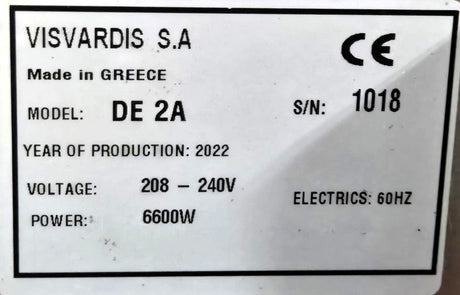 VISVARDIS S.A
CE
Made in GREECE
MODEL: DE 2A
S/N: 1018
YEAR OF PRODUCTION: 2022
VOLTAGE: 208 – 240V
ELECTRICS: 60HZ
POWER: 6600W